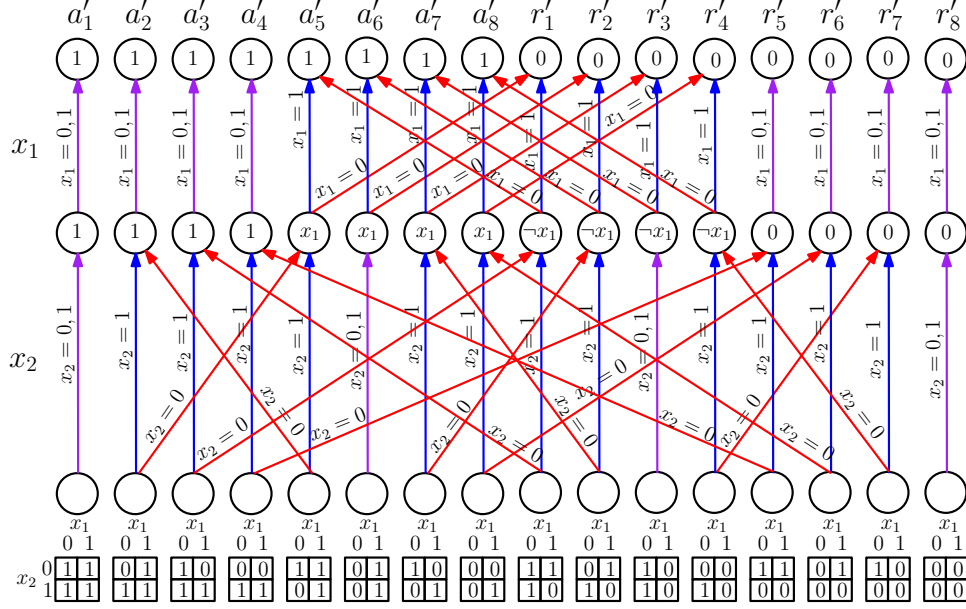 a′₁ a′₂ a′₃ a′₄ a′₅ a′₆ a′₇ a′₈ r′₁ r′₂ r′₃ r′₄ r′₅ r′₆ r′₇ r′₈
1 1 1 1 1 1 1 1 0 0 0 0 0 0 0 0
x₁
x₁ = 0, 1 x₁ = 0, 1 x₁ = 0, 1 x₁ = 0, 1 x₁ = 1 x₁ = 1 x₁ = 1 x₁ = 1 x₁ = 1 x₁ = 1 x₁ = 1 x₁ = 1 x₁ = 0, 1 x₁ = 0, 1 x₁ = 0, 1 x₁ = 0, 1
x₁ = 0 x₁ = 0 x₁ = 0 x₁ = 0 x₁ = 0 x₁ = 0 x₁ = 0 x₁ = 0
1 1 1 1 x₁ x₁ x₁ x₁ ¬x₁ ¬x₁ ¬x₁ ¬x₁ 0 0 0 0
x₂
x₂ = 0, 1 x₂ = 1 x₂ = 1 x₂ = 1 x₂ = 1 x₂ = 0, 1 x₂ = 1 x₂ = 1 x₂ = 1 x₂ = 1 x₂ = 0, 1 x₂ = 1 x₂ = 1 x₂ = 1 x₂ = 1 x₂ = 0, 1
x₂ = 0 x₂ = 0 x₂ = 0 x₂ = 0 x₂ = 0 x₂ = 0 x₂ = 0 x₂ = 0 x₂ = 0 x₂ = 0 x₂ = 0 x₂ = 0
x₁ x₁ x₁ x₁ x₁ x₁ x₁ x₁ x₁ x₁ x₁ x₁ x₁ x₁ x₁ x₁
0 1 0 1 0 1 0 1 0 1 0 1 0 1 0 1 0 1 0 1 0 1 0 1 0 1 0 1 0 1 0 1
x₂
0 1 1 0 1 1 0 0 0 1 1 0 1 1 0 0 0 1 1 0 1 1 0 0 0 1 1 0 1 1 0 0 0
1 1 1 1 1 1 1 1 1 0 1 0 1 0 1 0 1 1 0 1 0 1 0 1 0 0 0 0 0 0 0 0 0